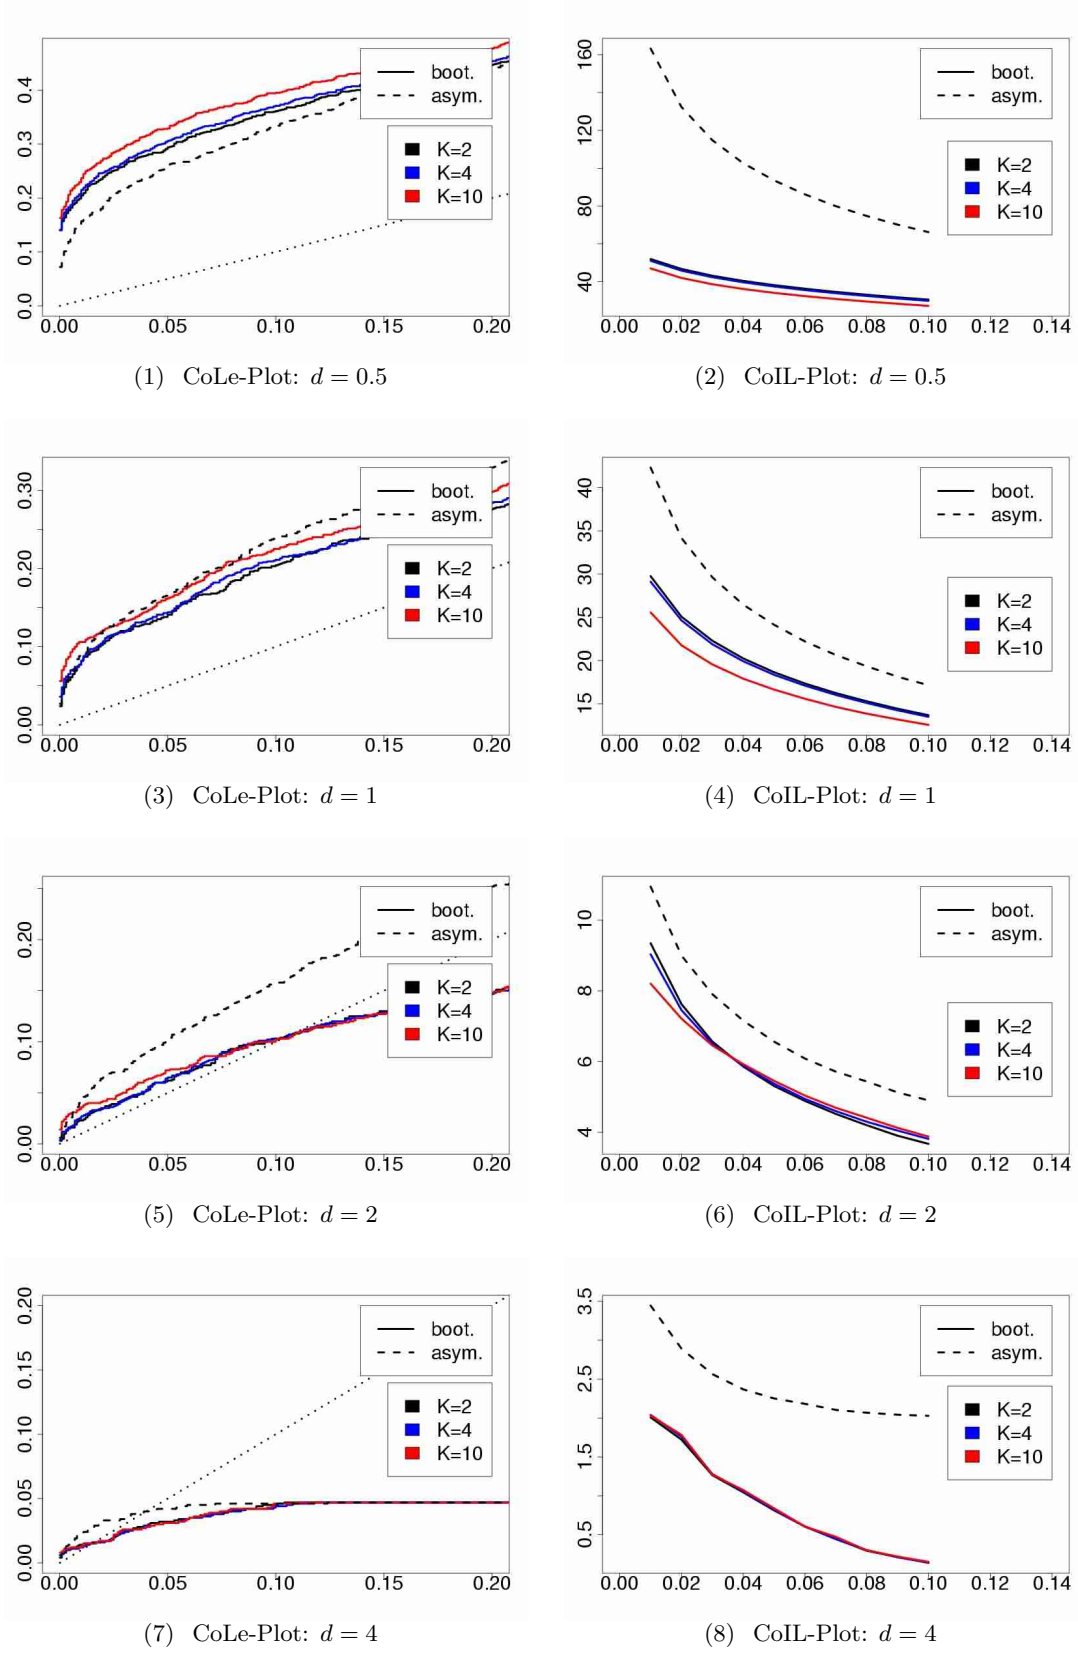 0.0 0.1 0.2 0.3 0.4
boot.
asym.
K=2
K=4
K=10
0.00 0.05 0.10 0.15 0.20
(1) CoLe-Plot: d = 0.5
40 80 120 160
boot.
asym.
K=2
K=4
K=10
0.00 0.02 0.04 0.06 0.08 0.10 0.12 0.14
(2) CoIL-Plot: d = 0.5
0.00 0.10 0.20 0.30
boot.
asym.
K=2
K=4
K=10
0.00 0.05 0.10 0.15 0.20
(3) CoLe-Plot: d = 1
15 20 25 30 35 40
boot.
asym.
K=2
K=4
K=10
0.00 0.02 0.04 0.06 0.08 0.10 0.12 0.14
(4) CoIL-Plot: d = 1
0.00 0.10 0.20
boot.
asym.
K=2
K=4
K=10
0.00 0.05 0.10 0.15 0.20
(5) CoLe-Plot: d = 2
4 6 8 10
boot.
asym.
K=2
K=4
K=10
0.00 0.02 0.04 0.06 0.08 0.10 0.12 0.14
(6) CoIL-Plot: d = 2
0.00 0.05 0.10 0.15 0.20
boot.
asym.
K=2
K=4
K=10
0.00 0.05 0.10 0.15 0.20
(7) CoLe-Plot: d = 4
0.5 1.5 2.5 3.5
boot.
asym.
K=2
K=4
K=10
0.00 0.02 0.04 0.06 0.08 0.10 0.12 0.14
(8) CoIL-Plot: d = 4